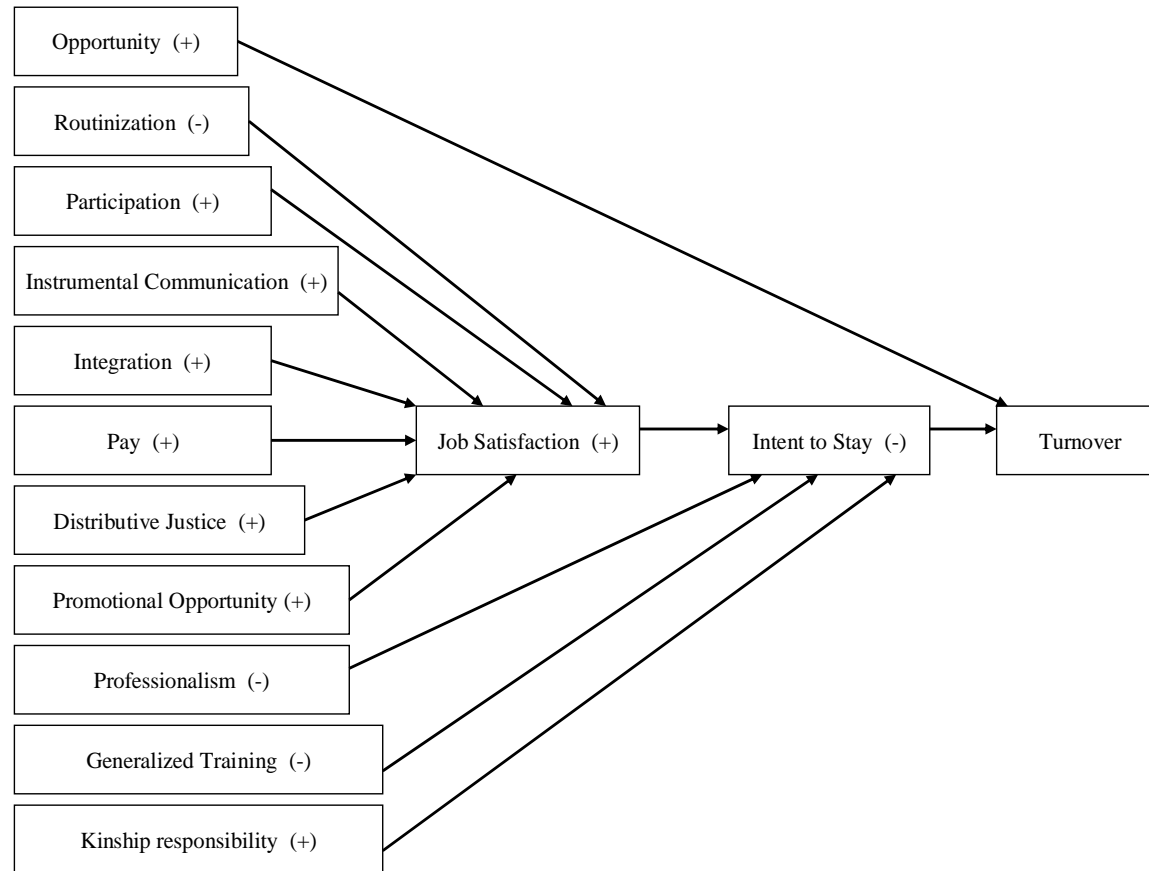 Opportunity (+)
Routinization (-)
Participation (+)
Instrumental Communication (+)
Integration (+)
Pay (+)
Job Satisfaction (+)
Intent to Stay (-)
Turnover
Distributive Justice (+)
Promotional Opportunity (+)
Professionalism (-)
Generalized Training (-)
Kinship responsibility (+)